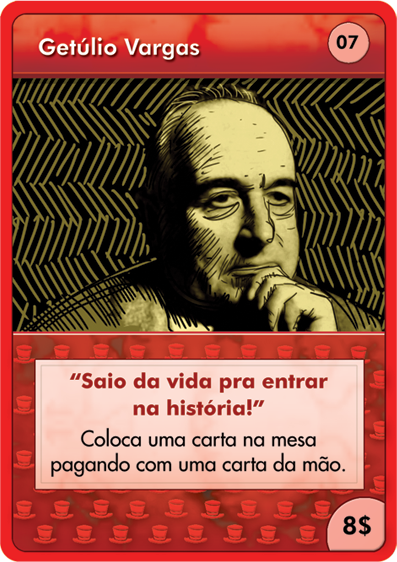 Getúlio Vargas
07
“Saio da vida pra entrar
na história!”
Coloca uma carta na mesa
pagando com uma carta da mão.
8$